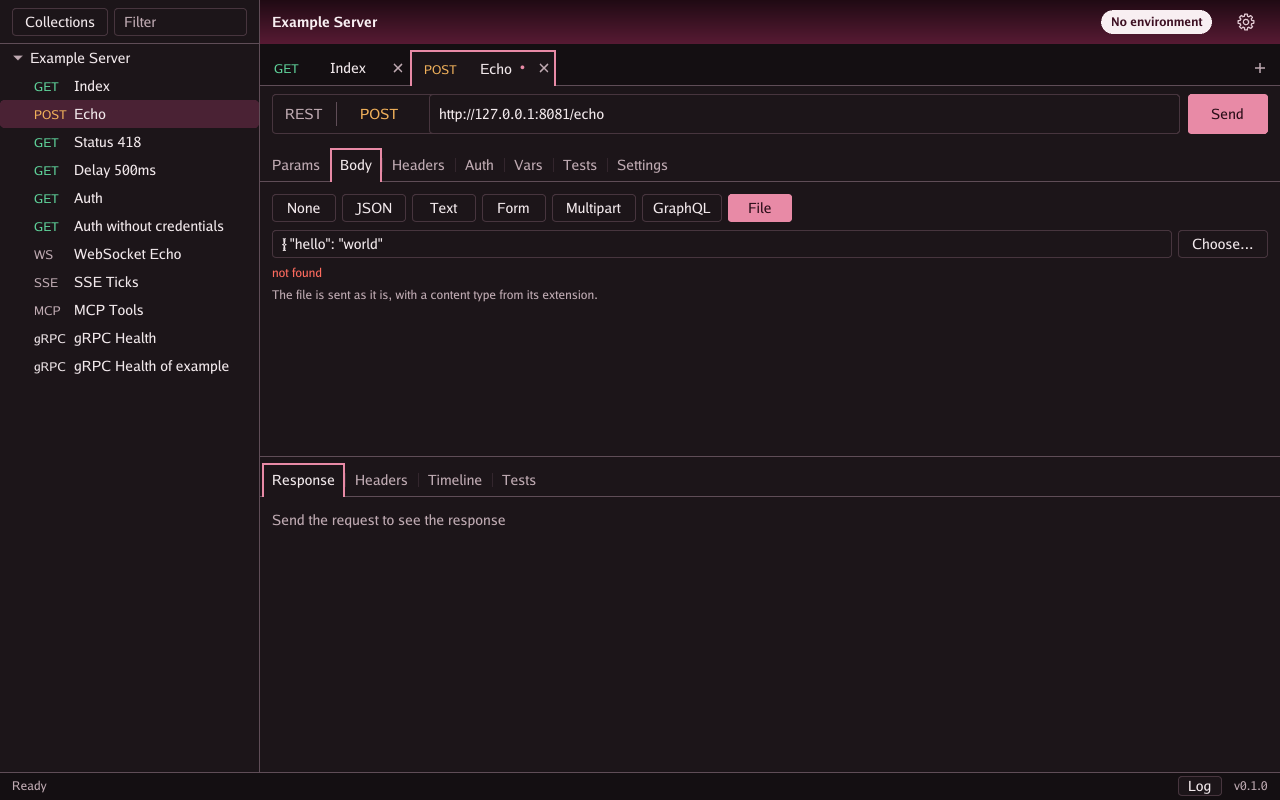 Collections Filter Example Server No environment
Example Server
GET Index
POST Echo
GET Status 418
GET Delay 500ms
GET Auth
GET Auth without credentials
WS WebSocket Echo
SSE SSE Ticks
MCP MCP Tools
gRPC gRPC Health
gRPC gRPC Health of example
GET Index POST Echo
REST POST http://127.0.0.1:8081/echo Send
Params Body Headers Auth Vars Tests Settings
None JSON Text Form Multipart GraphQL File
"hello": "world" Choose...
not found
The file is sent as it is, with a content type from its extension.
Response Headers Timeline Tests
Send the request to see the response
Ready Log v0.1.0